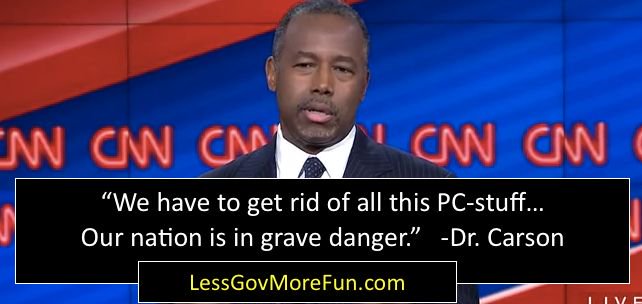 CNN CNN CNN CNN CNN CNN
“We have to get rid of all this PC-stuff...
Our nation is in grave danger.” -Dr. Carson
LessGovMoreFun.com
LIVE